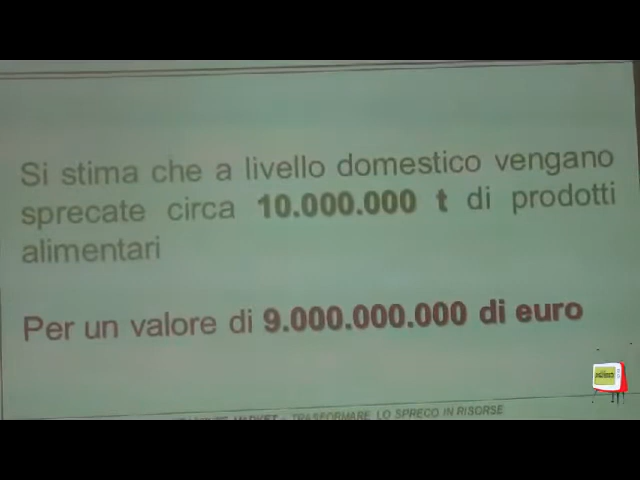 Si stima che a livello domestico vengano
sprecate circa 10.000.000 t di prodotti
alimentari
Per un valore di 9.000.000.000 di euro
MARKET – TRASFORMARE LO SPRECO IN RISORSE